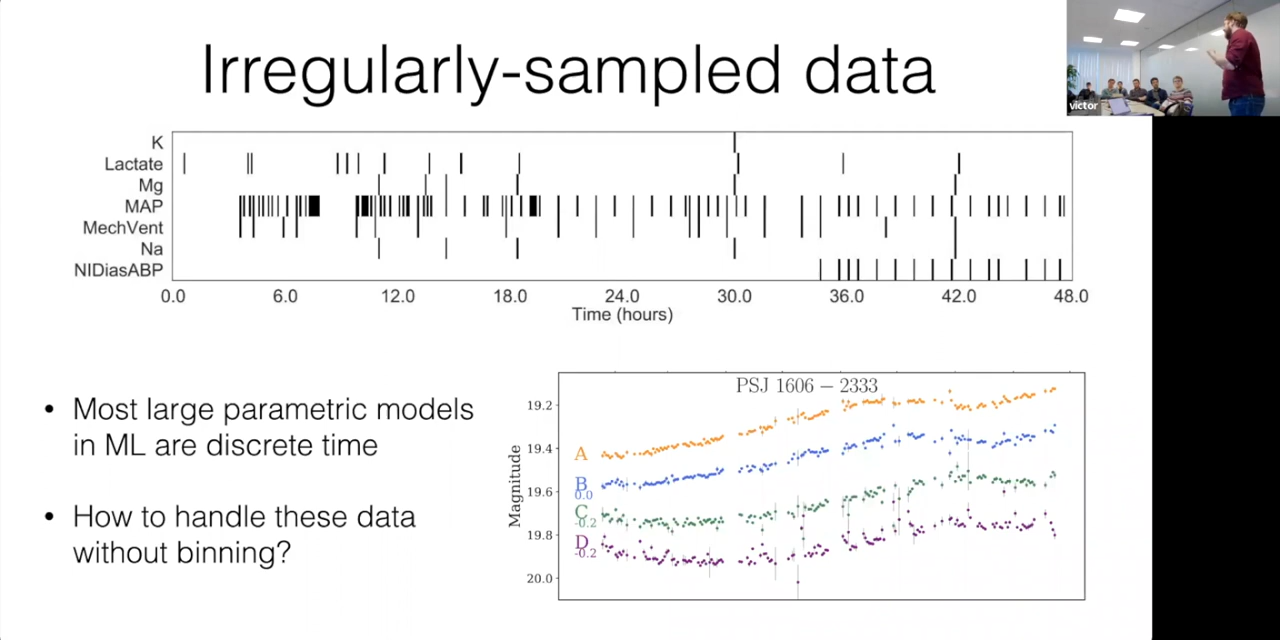 Irregularly-sampled data
victor
K
Lactate
Mg
MAP
MechVent
Na
NIDiasABP
0.0 6.0 12.0 18.0 24.0 30.0 36.0 42.0 48.0
Time (hours)
• Most large parametric models
in ML are discrete time
• How to handle these data
without binning?
PSJ 1606 − 2333
Magnitude
19.2
19.4
19.6
19.8
20.0
A
B
0.0
C
-0.2
D
-0.2